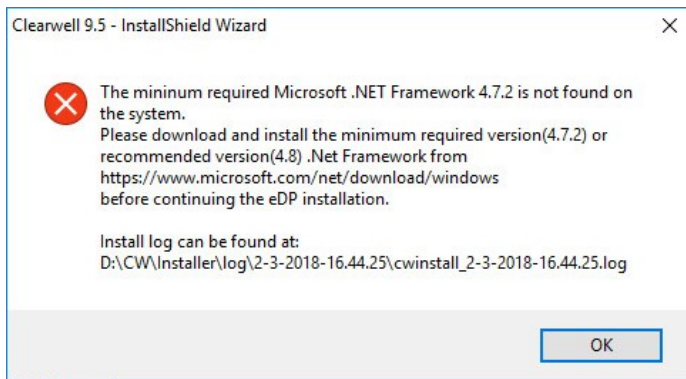 Clearwell 9.5 - InstallShield Wizard
The mininum required Microsoft .NET Framework 4.7.2 is not found on
the system.
Please download and install the minimum required version(4.7.2) or
recommended version(4.8) .Net Framework from
https://www.microsoft.com/net/download/windows
before continuing the eDP installation.
Install log can be found at:
D:\CW\Installer\log\2-3-2018-16.44.25\cwinstall_2-3-2018-16.44.25.log
OK